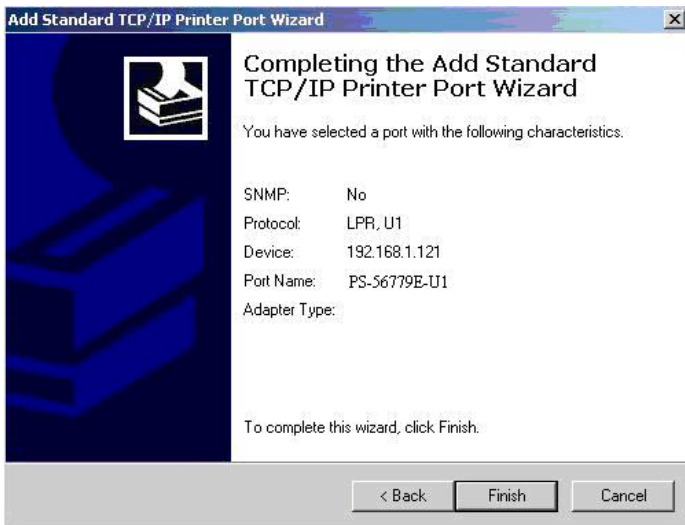 Add Standard TCP/IP Printer Port Wizard
Completing the Add Standard
TCP/IP Printer Port Wizard
You have selected a port with the following characteristics.
SNMP: No
Protocol: LPR, U1
Device: 192.168.1.121
Port Name: PS-56779E-U1
Adapter Type:
To complete this wizard, click Finish.
< Back Finish Cancel